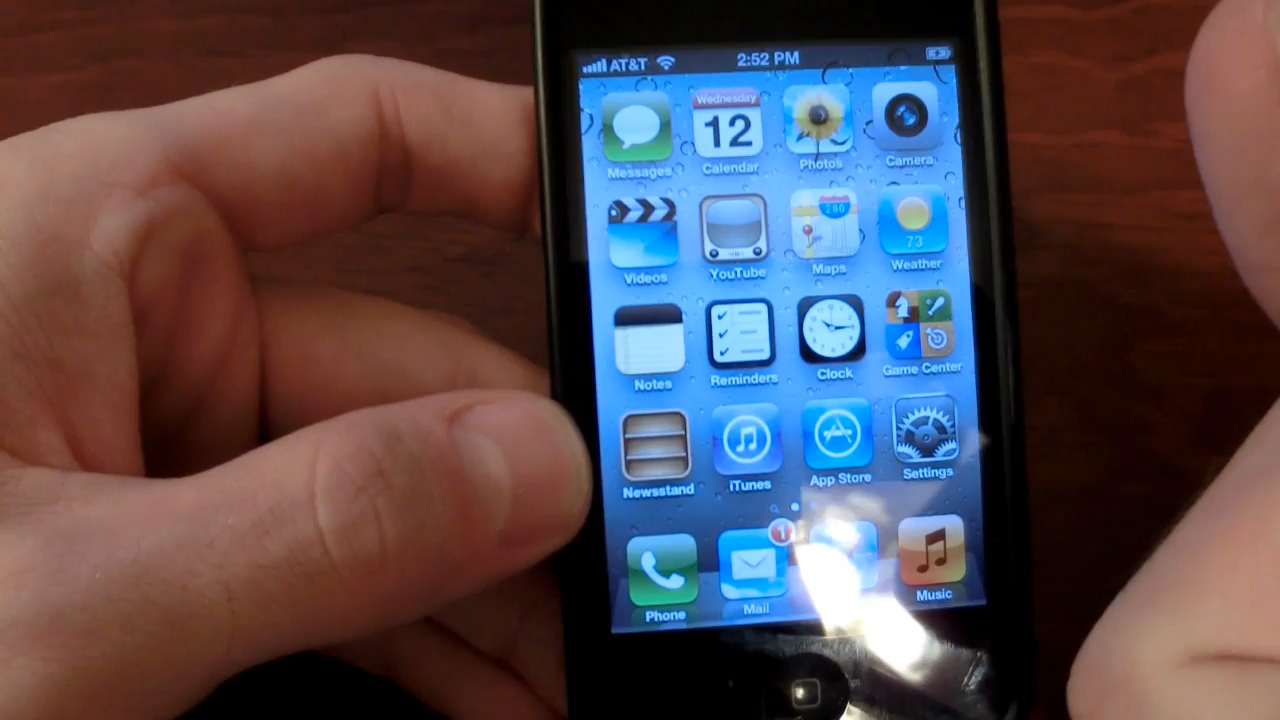 AT&T 2:52 PM
Wednesday
12
280
73
Messages Calendar Photos Camera
Videos YouTube Maps Weather
Notes Reminders Clock Game Center
Newsstand iTunes App Store Settings
1
Phone Mail Music